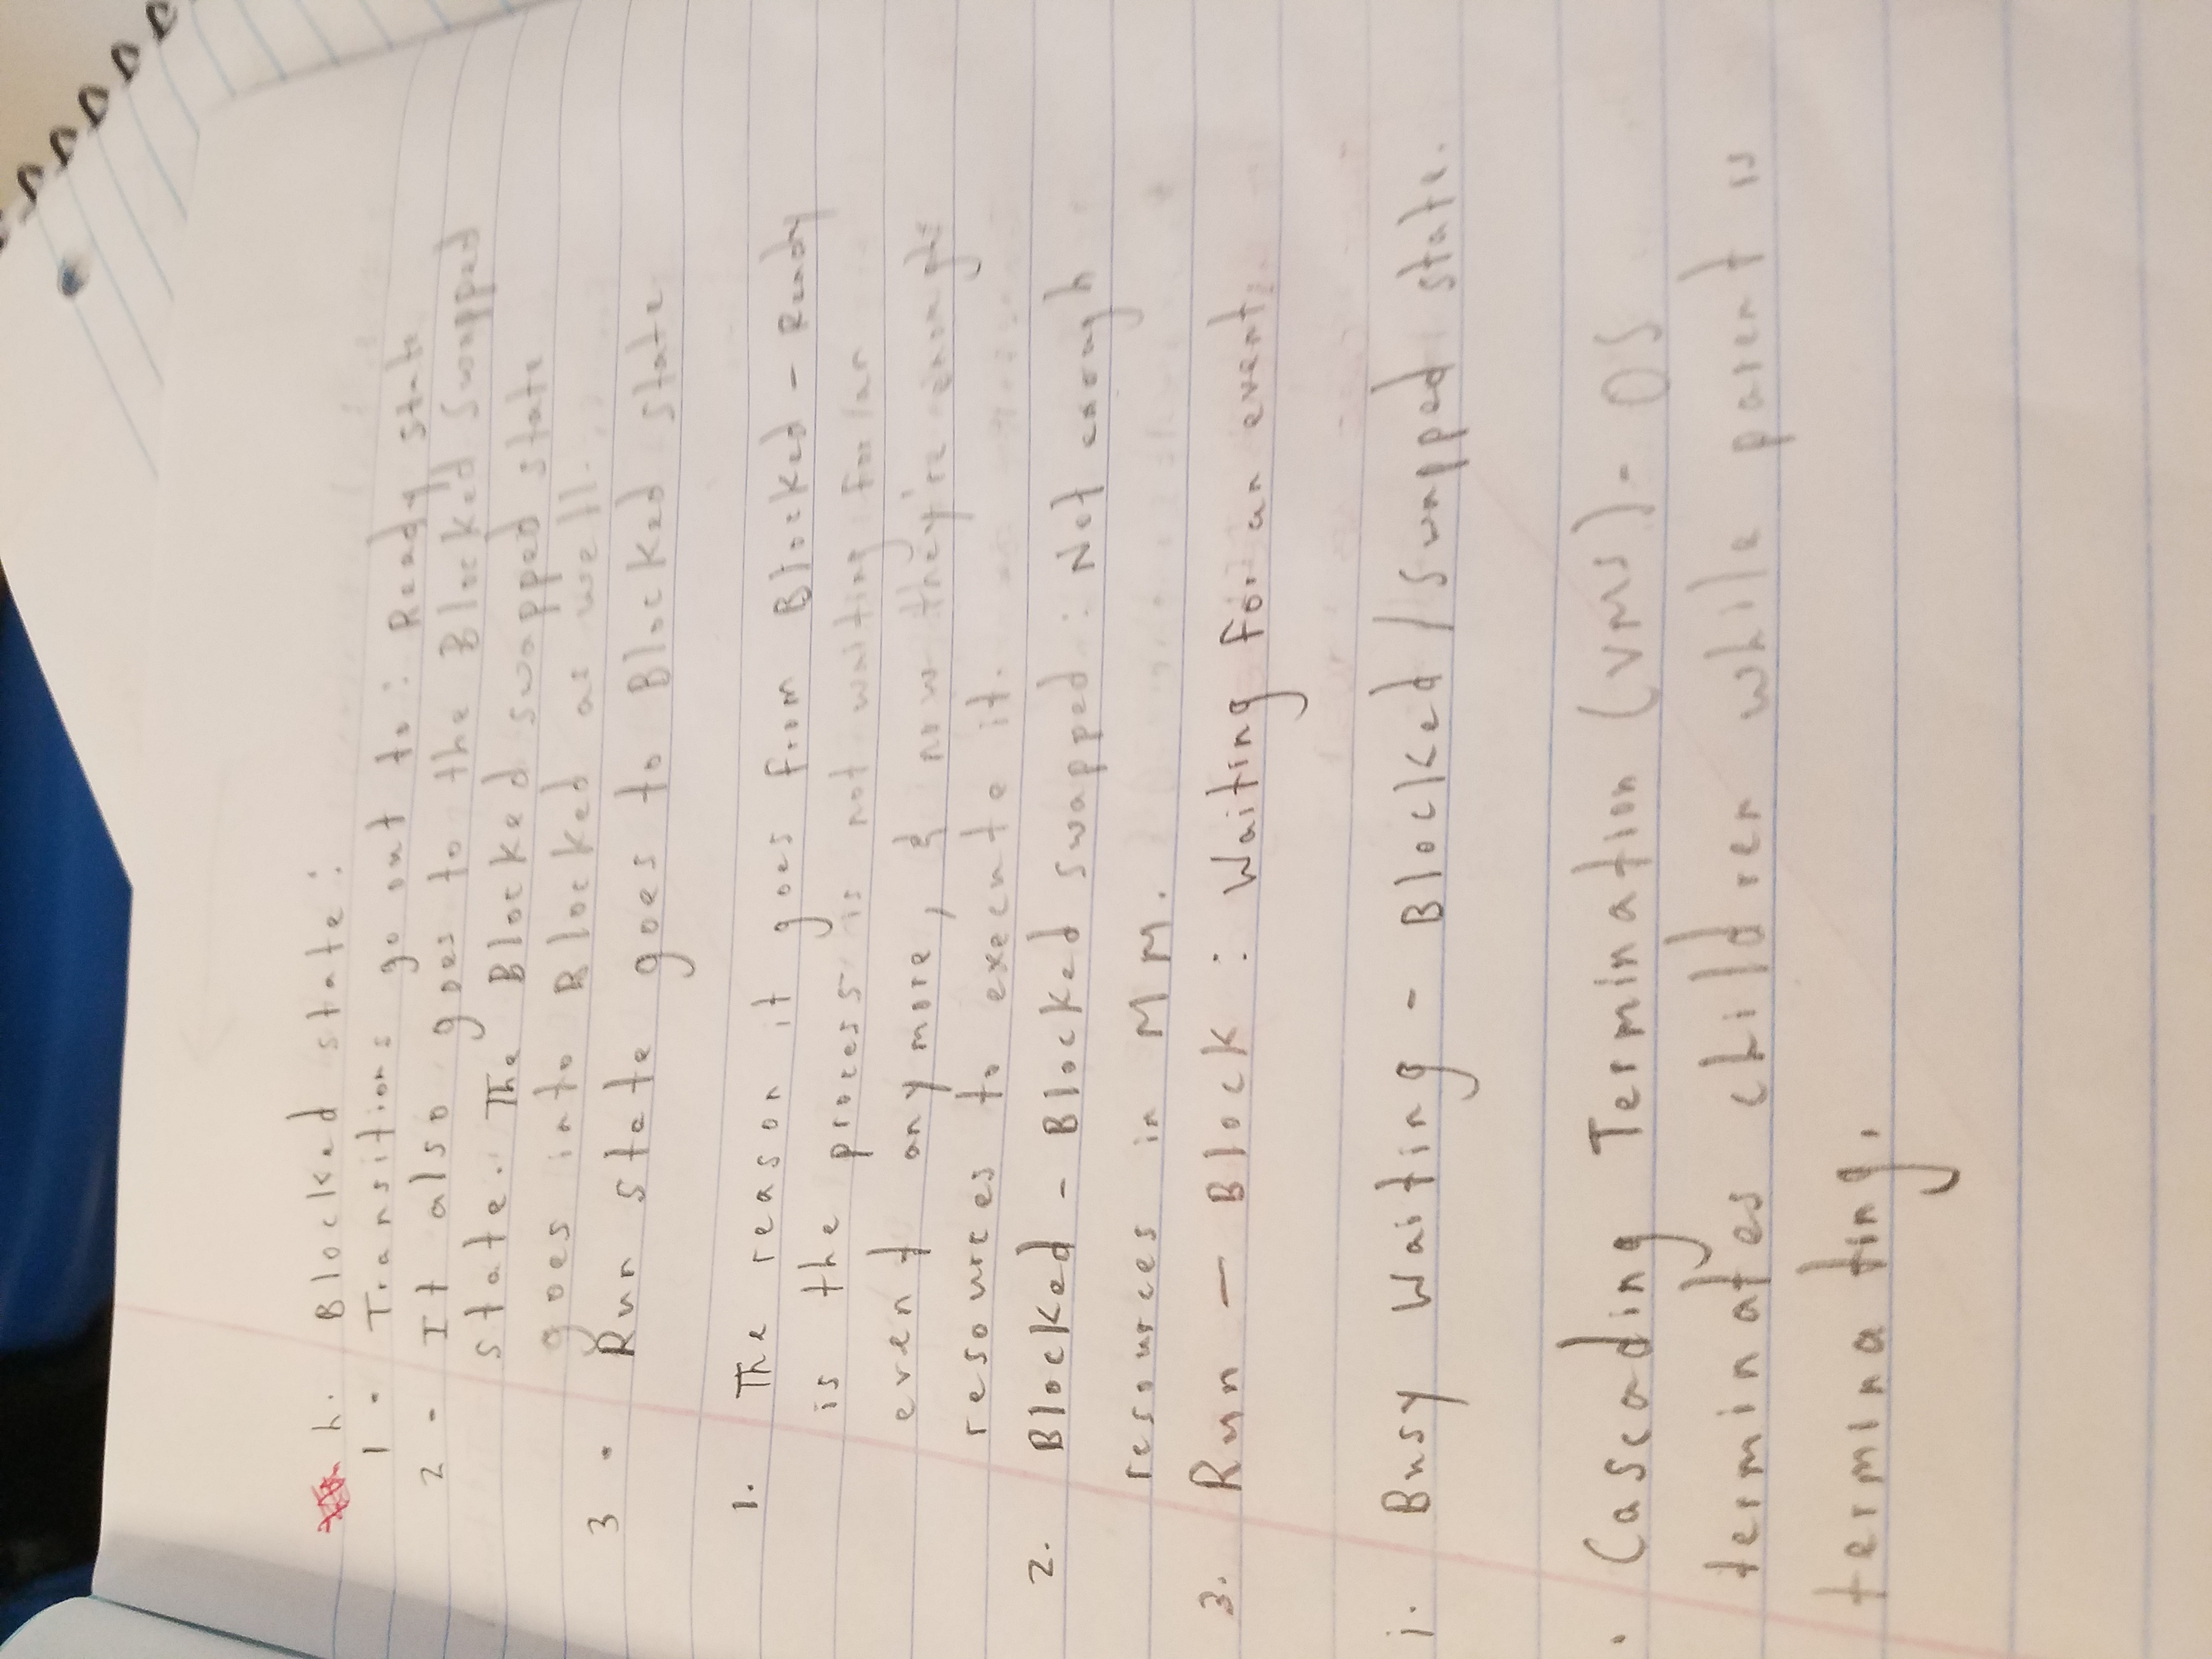 h. Blocked state:
1 - Transitions go out to: Ready state
2 - It also goes to the Blocked Swapped
state. The Blocked swapped state
goes into Blocked as well.
3 - Run state goes to Blocked state
1. The reason it goes from Blocked - Ready
is the process is not waiting for an
event anymore, & now they're enough
resources to execute it.
2. Blocked - Blocked swapped : Not enough
resources in MM.
3. Run - Block : Waiting for an event.
i. Busy Waiting - Blocked / Swapped state.
. Cascading Termination (VMS) - OS
terminates children while parent is
terminating.